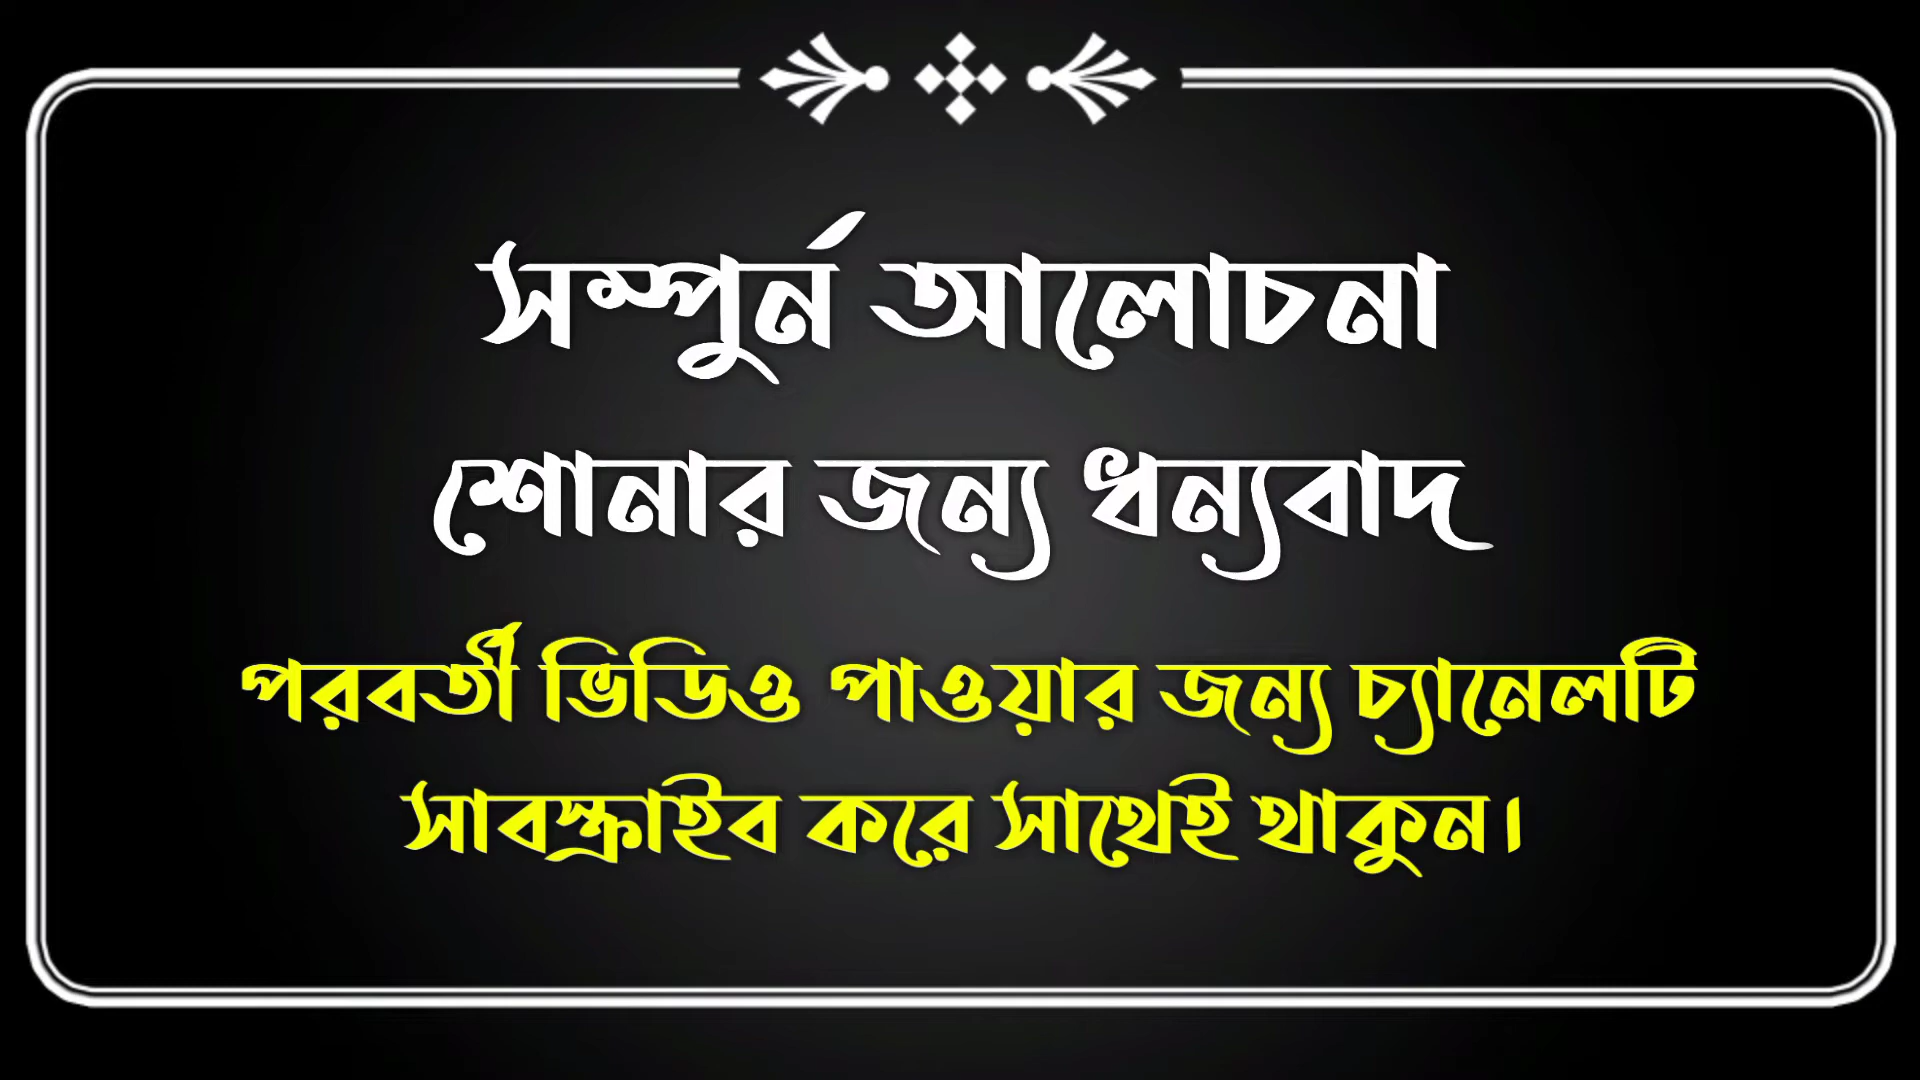 সম্পুর্ন আলোচনা
শোনার জন্য ধন্যবাদ
পরবর্তী ভিডিও পাওয়ার জন্য চ্যানেলটি
সাবস্ক্রাইব করে সাথেই থাকুন।